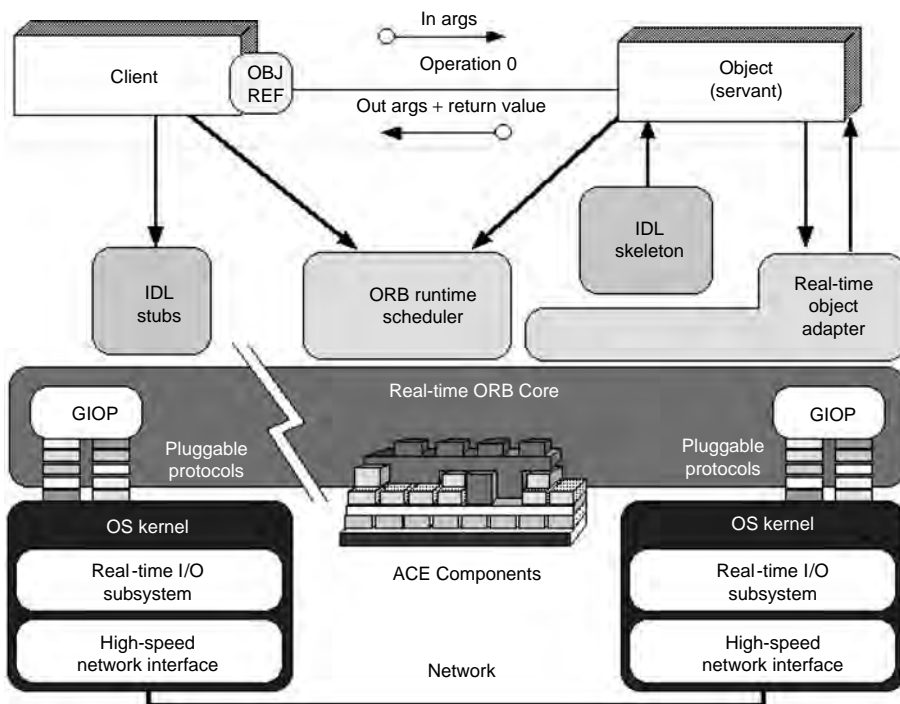 In args
Client
OBJ
REF
Operation 0
Object
(servant)
Out args + return value
IDL
stubs
ORB runtime
scheduler
IDL
skeleton
Real-time
object
adapter
Real-time ORB Core
GIOP
GIOP
Pluggable
protocols
Pluggable
protocols
OS kernel
OS kernel
Real-time I/O
subsystem
ACE Components
Real-time I/O
subsystem
High-speed
network interface
Network
High-speed
network interface